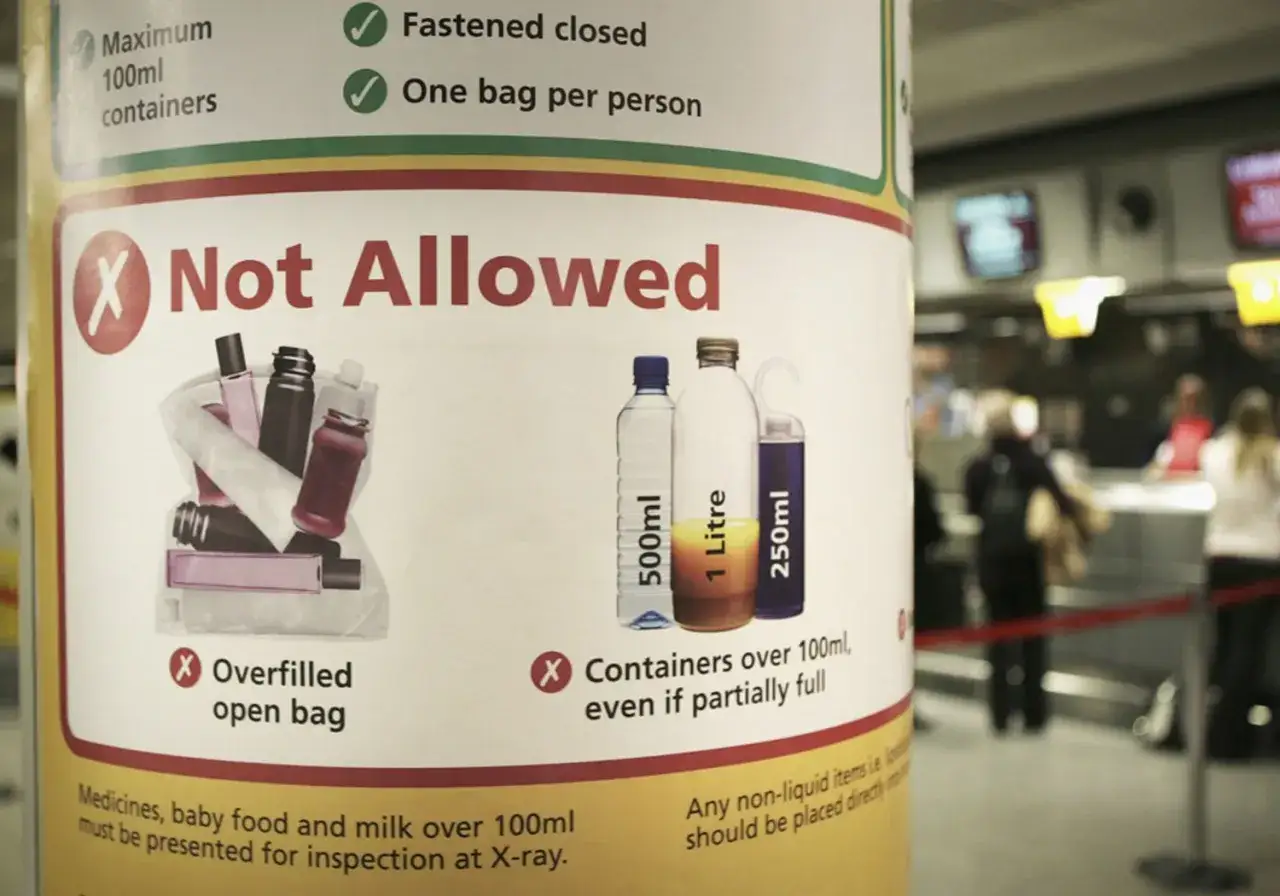 Maximum
100ml
containers
Fastened closed
One bag per person
Not Allowed
500ml
1 Litre
250ml
Overfilled
open bag
Containers over 100ml,
even if partially full
Medicines, baby food and milk over 100ml
must be presented for inspection at X-ray.
Any non-liquid items i.e.
should be placed directly